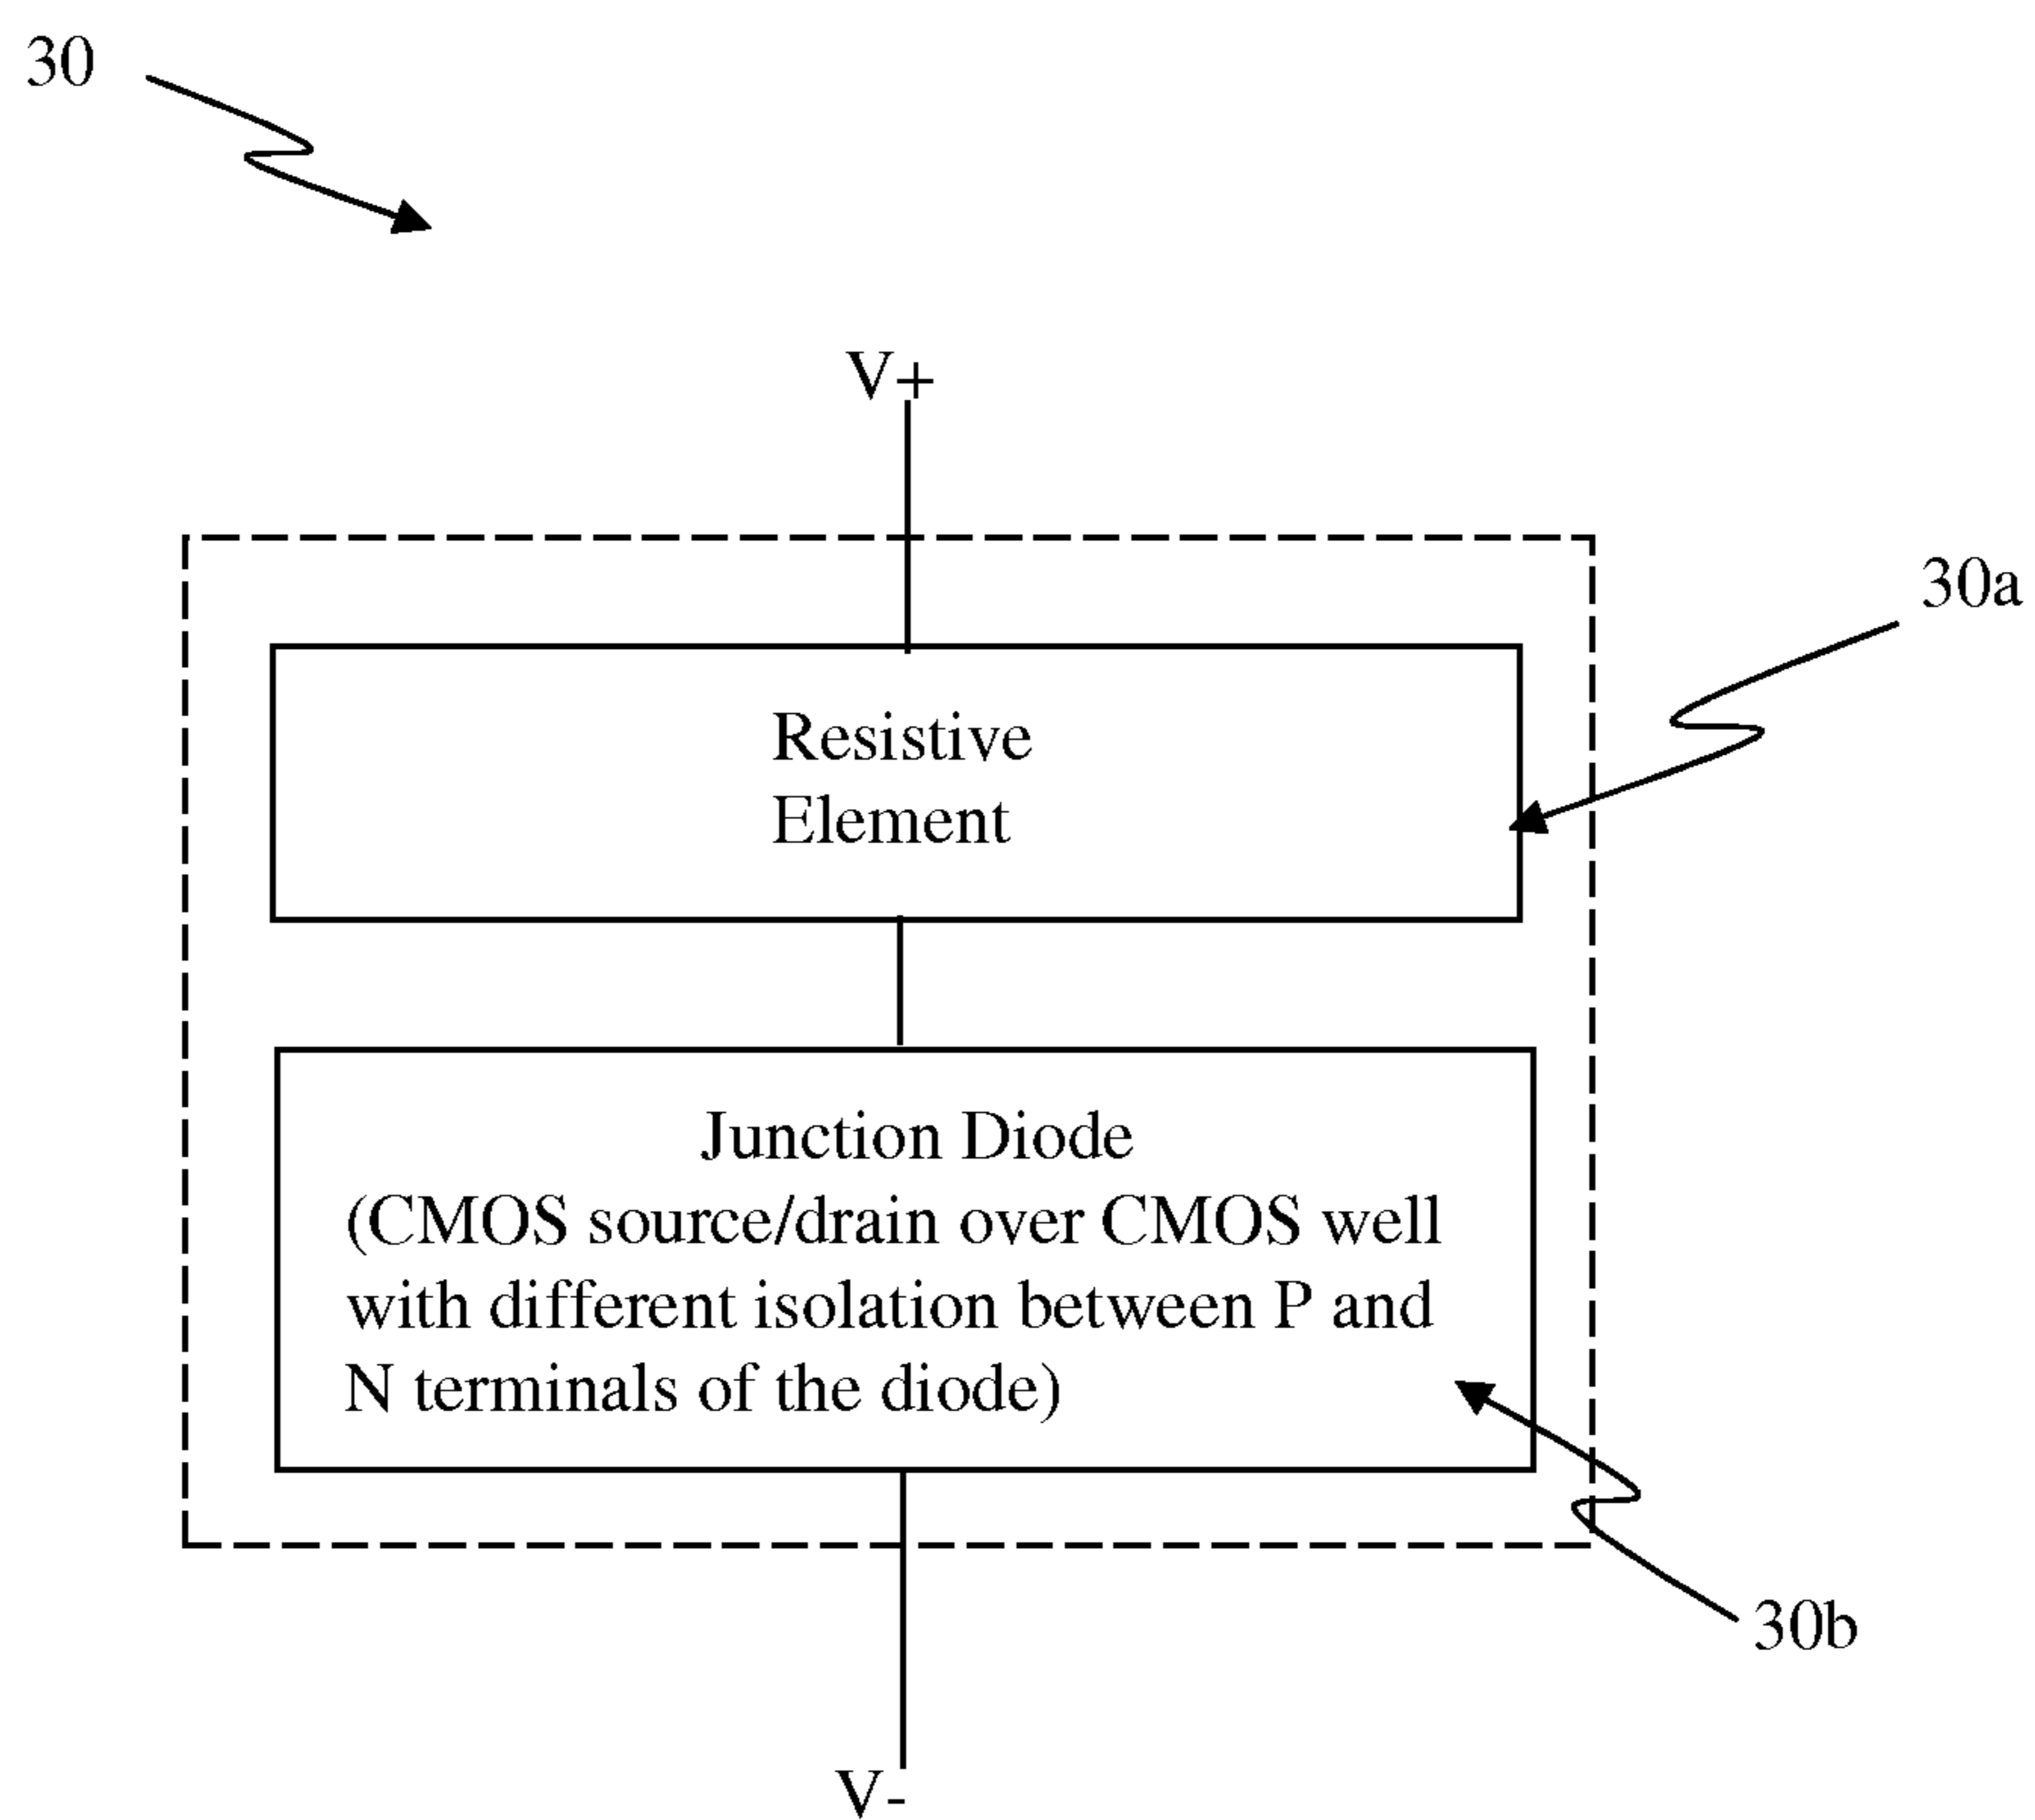 30
V+
30a
Resistive
Element
Junction Diode
(CMOS source/drain over CMOS well
with different isolation between P and
N terminals of the diode)
30b
V-